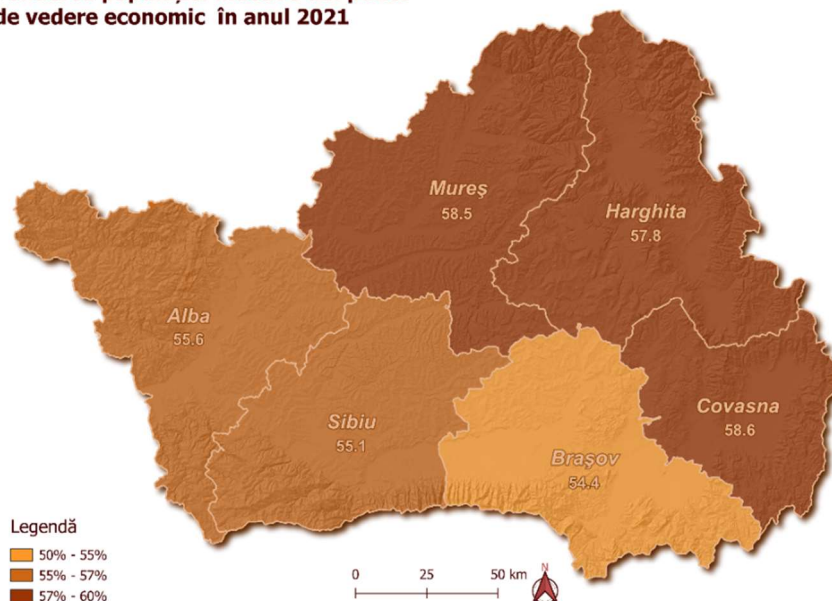 de vedere economic în anul 2021
Mureş
58.5
Harghita
57.8
Alba
55.6
Sibiu
55.1
Covasna
58.6
Braşov
54.4
Legendă
50% - 55%
55% - 57%
57% - 60%
0 25 50 km
N